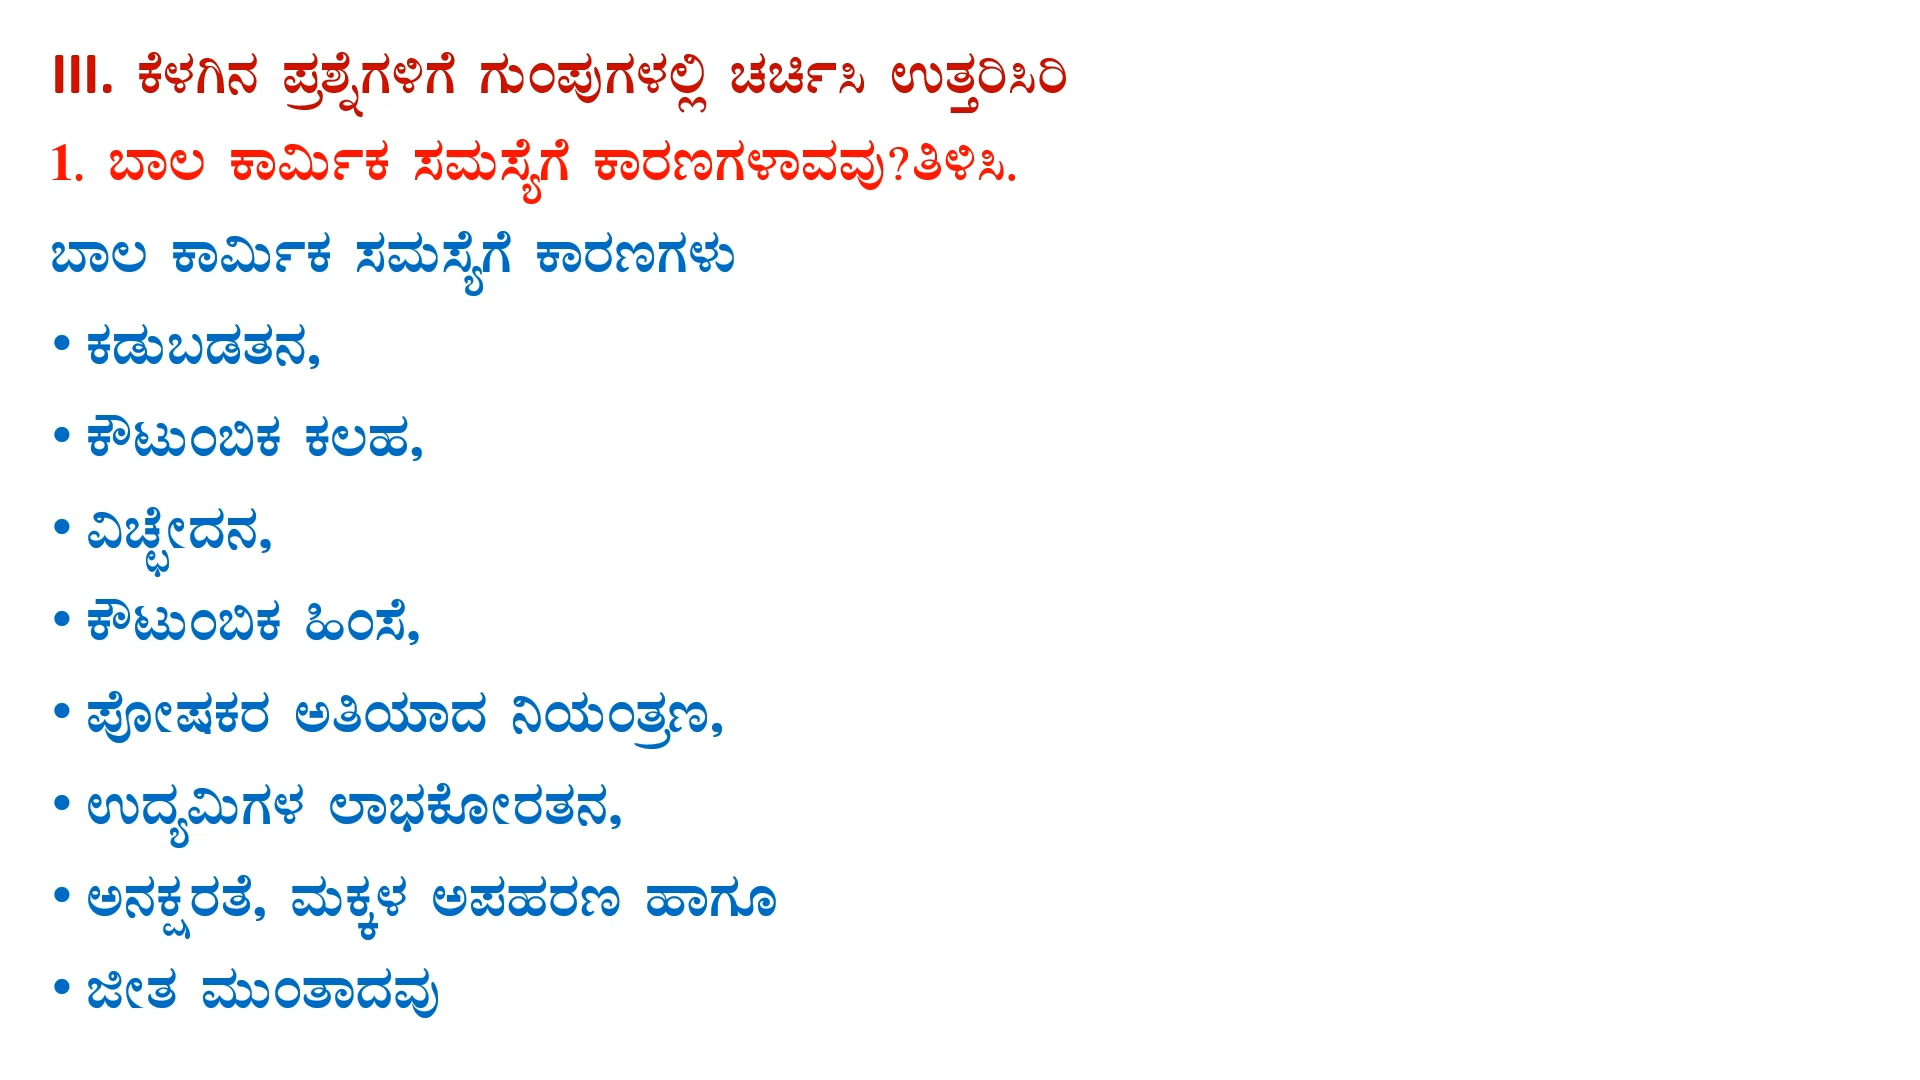 III. ಕೆಳಗಿನ ಪ್ರಶ್ನೆಗಳಿಗೆ ಗುಂಪುಗಳಲ್ಲಿ ಚರ್ಚಿಸಿ ಉತ್ತರಿಸಿರಿ
1. ಬಾಲ ಕಾರ್ಮಿಕ ಸಮಸ್ಯೆಗೆ ಕಾರಣಗಳಾವವು?ತಿಳಿಸಿ.
ಬಾಲ ಕಾರ್ಮಿಕ ಸಮಸ್ಯೆಗೆ ಕಾರಣಗಳು
• ಕಡುಬಡತನ,
• ಕೌಟುಂಬಿಕ ಕಲಹ,
• ವಿಚ್ಛೇದನ,
• ಕೌಟುಂಬಿಕ ಹಿಂಸೆ,
• ಪೋಷಕರ ಅತಿಯಾದ ನಿಯಂತ್ರಣ,
• ಉದ್ಯಮಿಗಳ ಲಾಭಕೋರತನ,
• ಅನಕ್ಷರತೆ, ಮಕ್ಕಳ ಅಪಹರಣ ಹಾಗೂ
• ಜೀತ ಮುಂತಾದವು